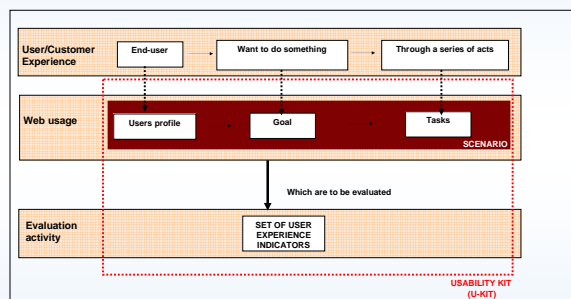 User/Customer
Experience
End-user
Want to do something
Through a series of acts
Web usage
Users profile
Goal
Tasks
SCENARIO
Which are to be evaluated
Evaluation
activity
SET OF USER
EXPERIENCE
INDICATORS
USABILITY KIT
(U-KIT)